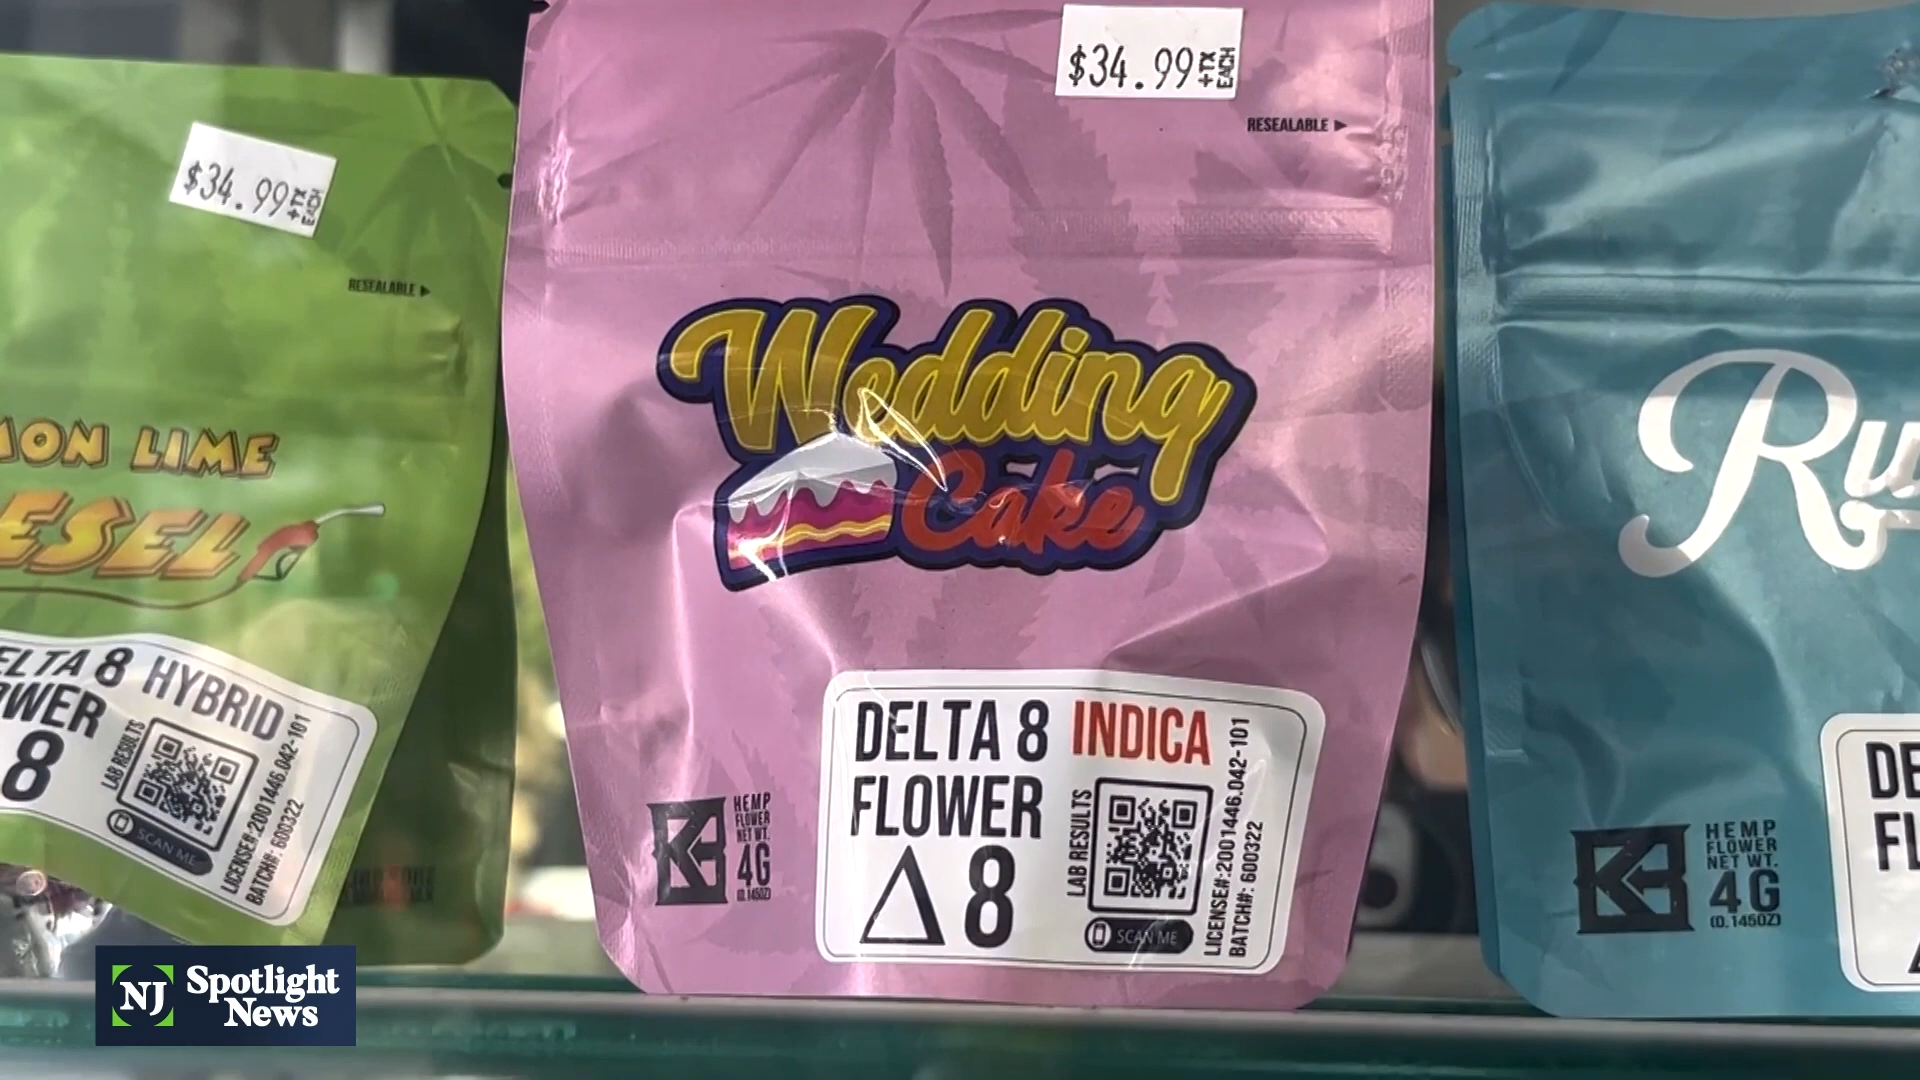 $34.99 +TX EACH
RESEALABLE
LIME
DELTA 8 HYBRID
FLOWER
8
LAB RESULTS
SCAN ME
LICENSE#:2001446.042-101
BATCH#: 600322
$34.99 +TX EACH
RESEALABLE
Wedding
Cake
HEMP
FLOWER
NET WT.
4G
(0.145OZ)
DELTA 8 INDICA
FLOWER
△ 8
LAB RESULTS
SCAN ME
LICENSE#:2001446.042-101
BATCH#: 600322
Ru
HEMP
FLOWER
NET WT.
4G
(0.145OZ)
DE
FL
NJ Spotlight
News